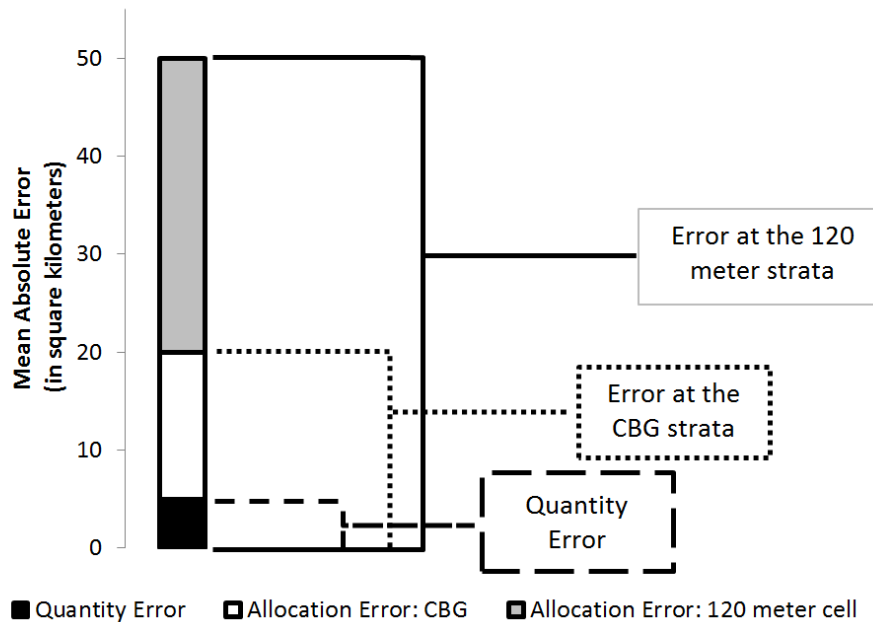 Mean Absolute Error
(in square kilometers)
50
40
30
20
10
0
Error at the 120
meter strata
Error at the
CBG strata
Quantity
Error
Quantity Error
Allocation Error: CBG
Allocation Error: 120 meter cell